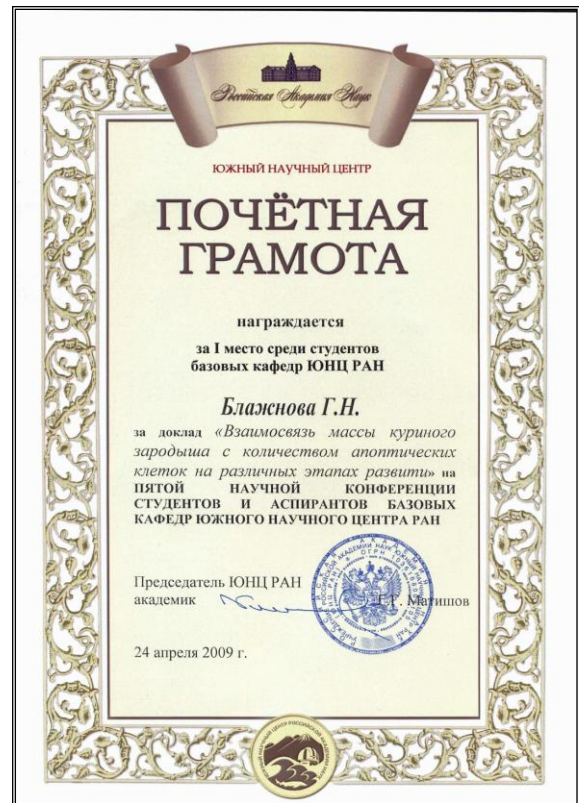 Российская Академия Наук
ЮЖНЫЙ НАУЧНЫЙ ЦЕНТР
ПОЧЁТНАЯ
ГРАМОТА
награждается
за I место среди студентов
базовых кафедр ЮНЦ РАН
Блажнова Г.Н.
за доклад «Взаимосвязь массы куриного
зародыша с количеством апоптических
клеток на различных этапах развити» на
ПЯТОЙ НАУЧНОЙ КОНФЕРЕНЦИИ
СТУДЕНТОВ И АСПИРАНТОВ БАЗОВЫХ
КАФЕДР ЮЖНОГО НАУЧНОГО ЦЕНТРА РАН
Председатель ЮНЦ РАН
академик Г.Г. Матишов
24 апреля 2009 г.